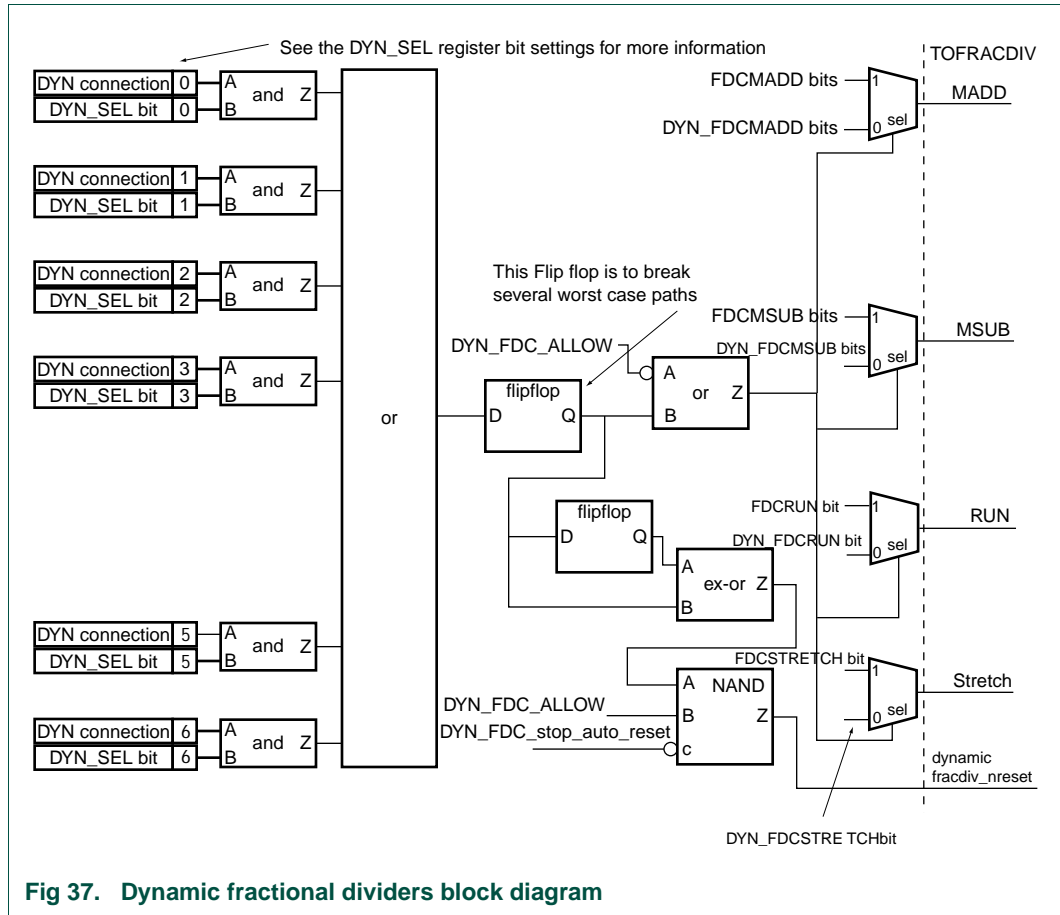 See the DYN_SEL register bit settings for more information
DYN connection 0
DYN_SEL bit 0
A
B
and Z
DYN connection 1
DYN_SEL bit 1
A
B
and Z
DYN connection 2
DYN_SEL bit 2
A
B
and Z
DYN connection 3
DYN_SEL bit 3
A
B
and Z
DYN connection 5
DYN_SEL bit 5
A
B
and Z
DYN connection 6
DYN_SEL bit 6
A
B
and Z
or
This Flip flop is to break
several worst case paths
flipflop
D Q
DYN_FDC_ALLOW
A
or Z
B
flipflop
D Q
A
ex-or Z
B
DYN_FDC_ALLOW
DYN_FDC_stop_auto_reset
A NAND
B Z
c
TOFRACDIV
FDCMADD bits 1
DYN_FDCMADD bits 0 sel
MADD
FDCMSUB bits 1
DYN_FDCMSUB bits 0 sel
MSUB
FDCRUN bit 1
DYN_FDCRUN bit 0 sel
RUN
FDCSTRETCH bit 1
0 sel
Stretch
dynamic
fracdiv_nreset
DYN_FDCSTRE TCHbit
Fig 37. Dynamic fractional dividers block diagram